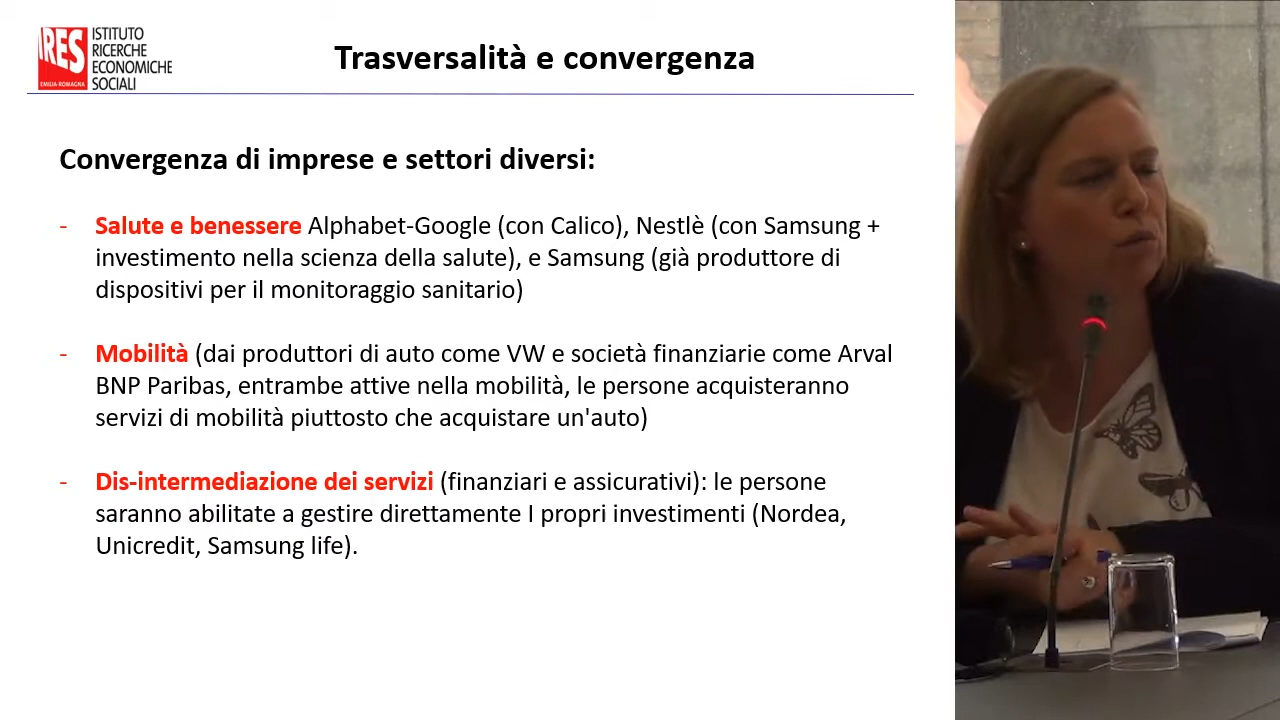 IRES
EMILIA-ROMAGNA
ISTITUTO
RICERCHE
ECONOMICHE
SOCIALI
Trasversalità e convergenza
Convergenza di imprese e settori diversi:
- Salute e benessere Alphabet-Google (con Calico), Nestlè (con Samsung +
investimento nella scienza della salute), e Samsung (già produttore di
dispositivi per il monitoraggio sanitario)
- Mobilità (dai produttori di auto come VW e società finanziarie come Arval
BNP Paribas, entrambe attive nella mobilità, le persone acquisteranno
servizi di mobilità piuttosto che acquistare un'auto)
- Dis-intermediazione dei servizi (finanziari e assicurativi): le persone
saranno abilitate a gestire direttamente I propri investimenti (Nordea,
Unicredit, Samsung life).